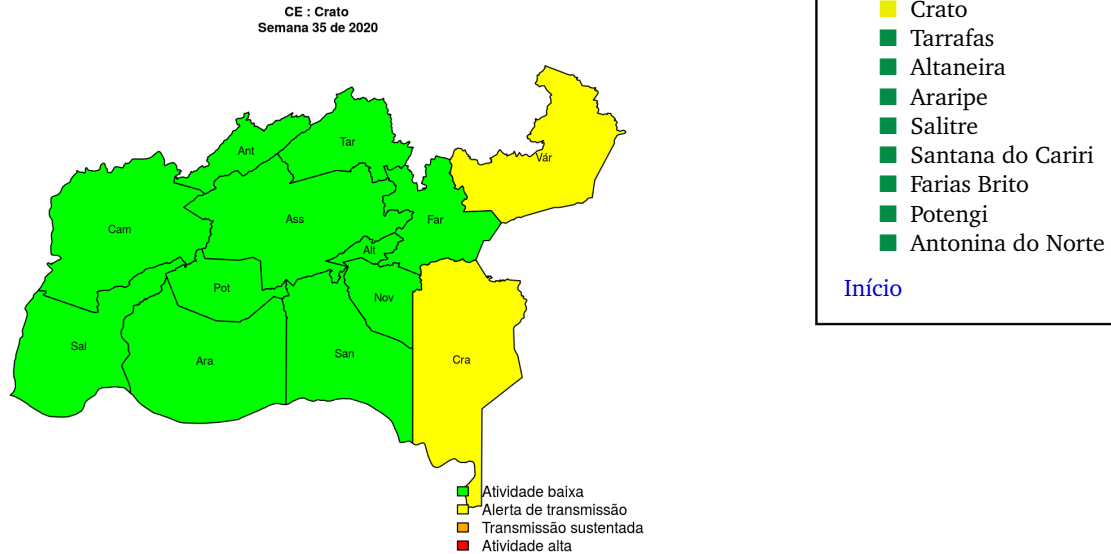 CE : Crato
Semana 35 de 2020
Vár
Tar
Ant
Ass
Far
Cam
Alt
Pot
Nov
Sal
Ara
San
Cra
Atividade baixa
Alerta de transmissão
Transmissão sustentada
Atividade alta
Crato
Tarrafas
Altaneira
Araripe
Salitre
Santana do Cariri
Farias Brito
Potengi
Antonina do Norte
Início